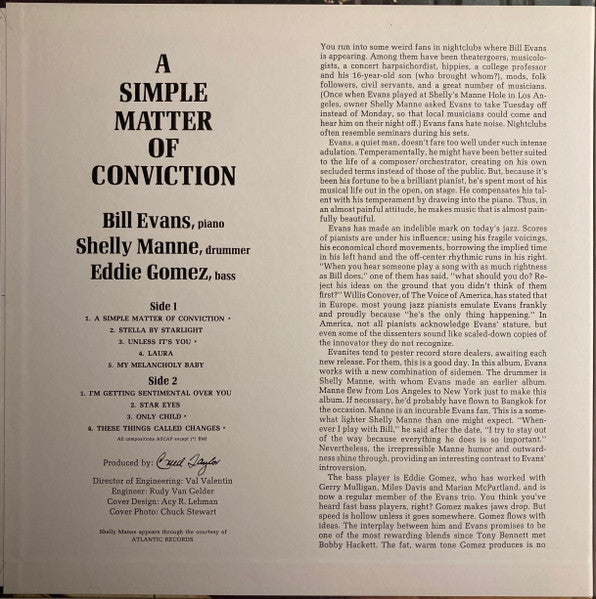 A
SIMPLE
MATTER
OF
CONVICTION
Bill Evans, piano
Shelly Manne, drummer
Eddie Gomez, bass
Side 1
1. A SIMPLE MATTER OF CONVICTION •
2. STELLA BY STARLIGHT
3. UNLESS IT'S YOU •
4. LAURA
5. MY MELANCHOLY BABY
Side 2
1. I'M GETTING SENTIMENTAL OVER YOU
2. STAR EYES
3. ONLY CHILD •
4. THESE THINGS CALLED CHANGES •
All compositions ASCAP except (*) BMI
Produced by: Creed Taylor
Director of Engineering: Val Valentin
Engineer: Rudy Van Gelder
Cover Design: Acy R. Lehman
Cover Photo: Chuck Stewart
Shelly Manne appears through the courtesy of
ATLANTIC RECORDS
You run into some weird fans in nightclubs where Bill Evans
is appearing. Among them have been theatergoers, musicolo-
gists, a concert harpsichordist, hippies, a college professor
and his 16-year-old son (who brought whom?), mods, folk
followers, civil servants, and a great number of musicians.
(Once when Evans played at Shelly's Manne Hole in Los An-
geles, owner Shelly Manne asked Evans to take Tuesday off
instead of Monday, so that local musicians could come and
hear him on their night off.) Evans fans hate noise. Nightclubs
often resemble seminars during his sets.
Evans, a quiet man, doesn't fare too well under such intense
adulation. Temperamentally, he might have been better suited
to the life of a composer/orchestrator, creating on his own
secluded terms instead of those of the public. But, because it's
been his fortune to be a brilliant pianist, he's spent most of his
musical life out in the open, on stage. He compensates his tal-
ent with his temperament by drawing into the piano. Thus, in
an almost painful attitude, he makes music that is almost pain-
fully beautiful.
Evans has made an indelible mark on today's jazz. Scores
of pianists are under his influence; using his fragile voicings,
his economical chord movements, borrowing the implied time
in his left hand and the off-center rhythmic runs in his right.
"When you hear someone play a song with as much rightness
as Bill does," one of them has said, "what should you do? Re-
ject his ideas on the ground that you didn't think of them
first?" Willis Conover, of The Voice of America, has stated that
in Europe, most young jazz pianists emulate Evans frankly
and proudly because "he's the only thing happening." In
America, not all pianists acknowledge Evans' stature, but
even some of the dissenters sound like scaled-down copies of
the innovator they do not recognize.
Evanites tend to pester record store dealers, awaiting each
new release. For them, this is a good day. In this album, Evans
works with a new combination of sidemen. The drummer is
Shelly Manne, with whom Evans made an earlier album.
Manne flew from Los Angeles to New York just to make this
album. If necessary, he'd probably have flown to Bangkok for
the occasion. Manne is an incurable Evans fan. This is a some-
what lighter Shelly Manne than one might expect. "When-
ever I play with Bill," he said after the date, "I try to stay out
of the way because everything he does is so important."
Nevertheless, the irrepressible Manne humor and outward-
ness shine through, providing an interesting contrast to Evans'
introversion.
The bass player is Eddie Gomez, who has worked with
Gerry Mulligan, Miles Davis and Marian McPartland, and is
now a regular member of the Evans trio. You think you've
heard fast bass players, right? Gomez makes jaws drop. But
speed is hollow unless it goes somewhere. Gomez flows with
ideas. The interplay between him and Evans promises to be
one of the most rewarding blends since Tony Bennett met
Bobby Hackett. The fat, warm tone Gomez produces is no